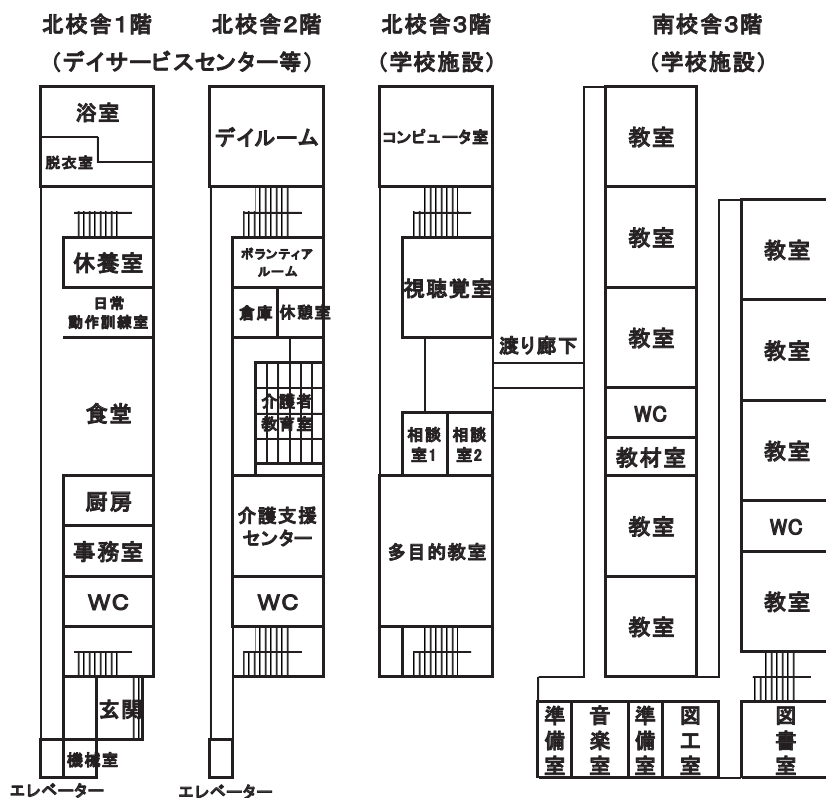 北校舎1階
北校舎2階
北校舎3階
南校舎3階
（デイサービスセンター等）
（学校施設）
（学校施設）
浴室
脱衣室
休養室
日常
動作訓練室
食堂
厨房
事務室
WC
玄関
機械室
エレベーター
デイルーム
ボランティア
ルーム
倉庫
休憩室
介護者
教育室
介護支援
センター
WC
エレベーター
コンピュータ室
視聴覚室
相談
室1
相談
室2
多目的教室
渡り廊下
教室
教室
教室
WC
教材室
教室
教室
準備室
音楽室
準備室
図工室
教室
教室
教室
WC
教室
図書室